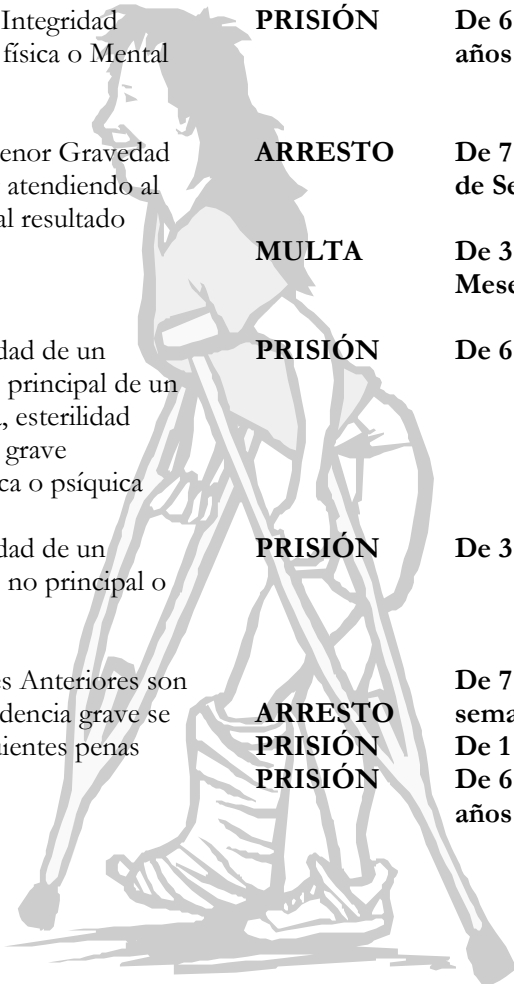 Integridad PRISIÓN De 6
física o Mental años
enor Gravedad ARRESTO De 7
atendiendo al de Se
al resultado
MULTA De 3
Mese
dad de un PRISIÓN De 6
principal de un
, esterilidad
grave
ca o psíquica
dad de un PRISIÓN De 3
no principal o
es Anteriores son De 7
dencia grave se ARRESTO sema
uientes penas PRISIÓN De 1
PRISIÓN De 6
años